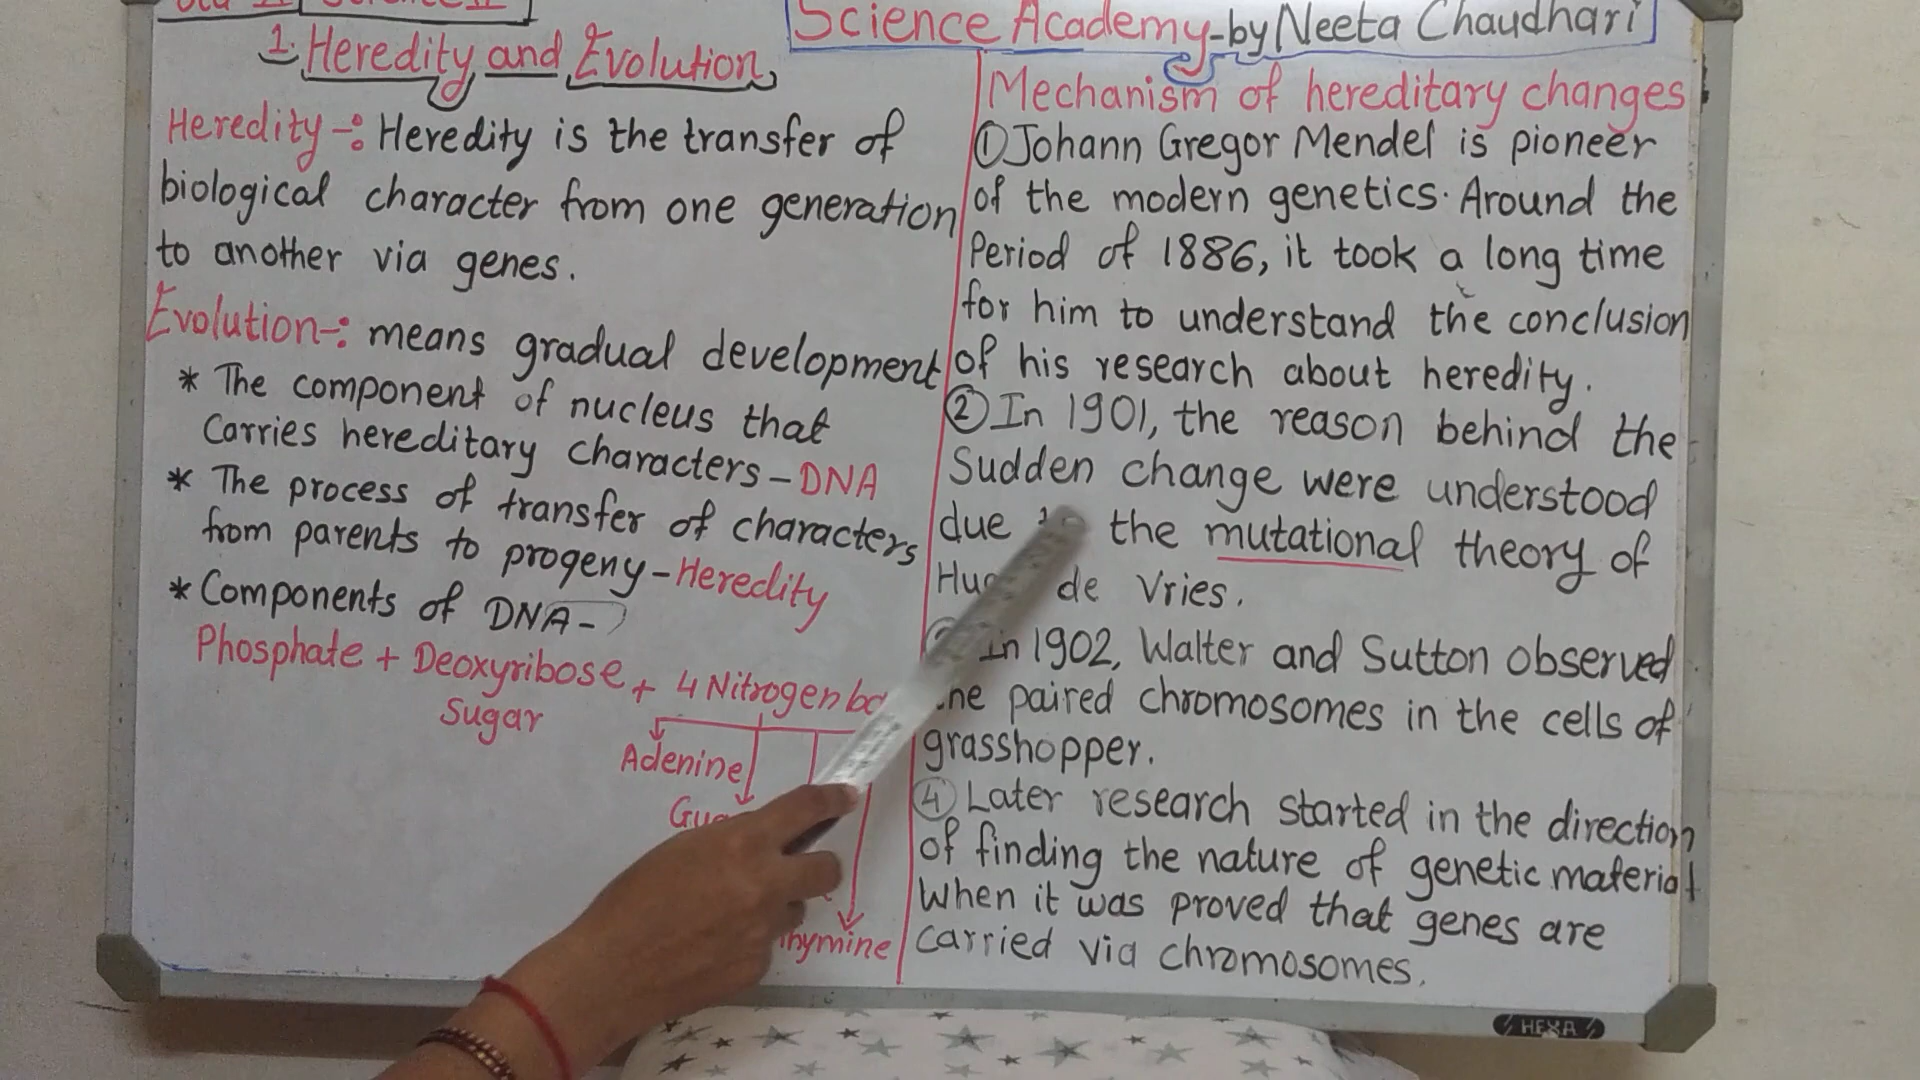 Science Academy-by Neeta Chaudhari
1. Heredity and Evolution
Heredity-: Heredity is the transfer of
biological character from one generation
to another via genes.
Evolution-: means gradual development
* The component of nucleus that
Carries hereditary characters-DNA
* The process of transfer of characters
from parents to progeny-Heredity
* Components of DNA-
Phosphate + Deoxyribose + 4 Nitrogen
Sugar
Adenine
Mechanism of hereditary changes
① Johann Gregor Mendel is pioneer
of the modern genetics. Around the
Period of 1886, it took a long time
for him to understand the conclusion
of his research about heredity.
② In 1901, the reason behind the
Sudden change were understood
due the mutational theory of
de Vries.
In 1902, Walter and Sutton observed
paired chromosomes in the cells of
grasshopper.
④ Later research started in the direction
of finding the nature of genetic material
When it was proved that genes are
carried via chromosomes.
HEXA